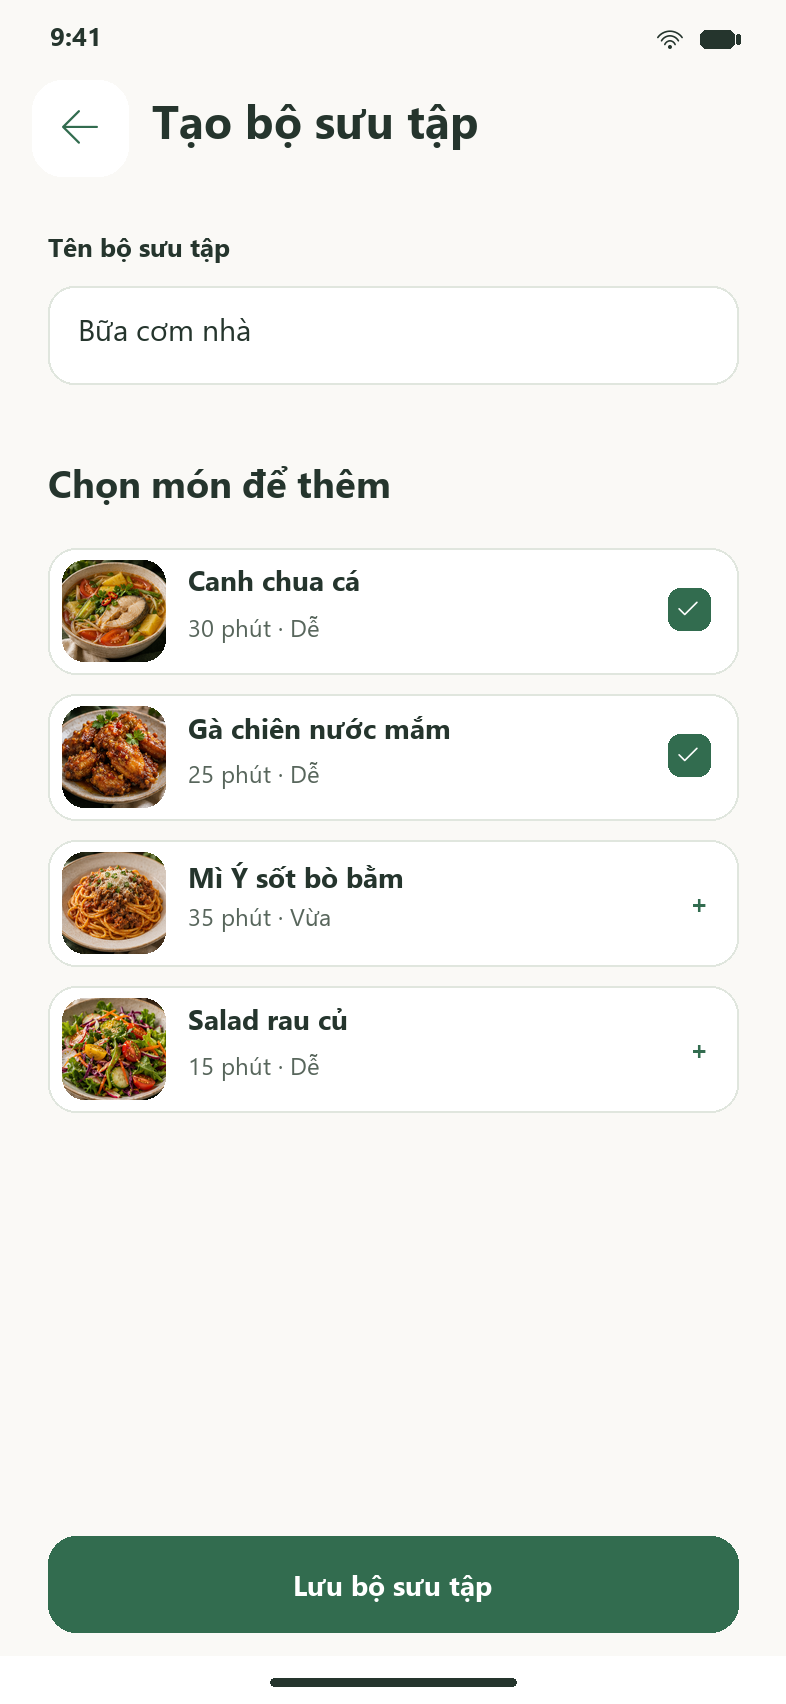 9:41
Tạo bộ sưu tập
Tên bộ sưu tập
Bữa cơm nhà
Chọn món để thêm
Canh chua cá
30 phút · Dễ
Gà chiên nước mắm
25 phút · Dễ
Mì Ý sốt bò bằm
35 phút · Vừa
+
Salad rau củ
15 phút · Dễ
+
Lưu bộ sưu tập